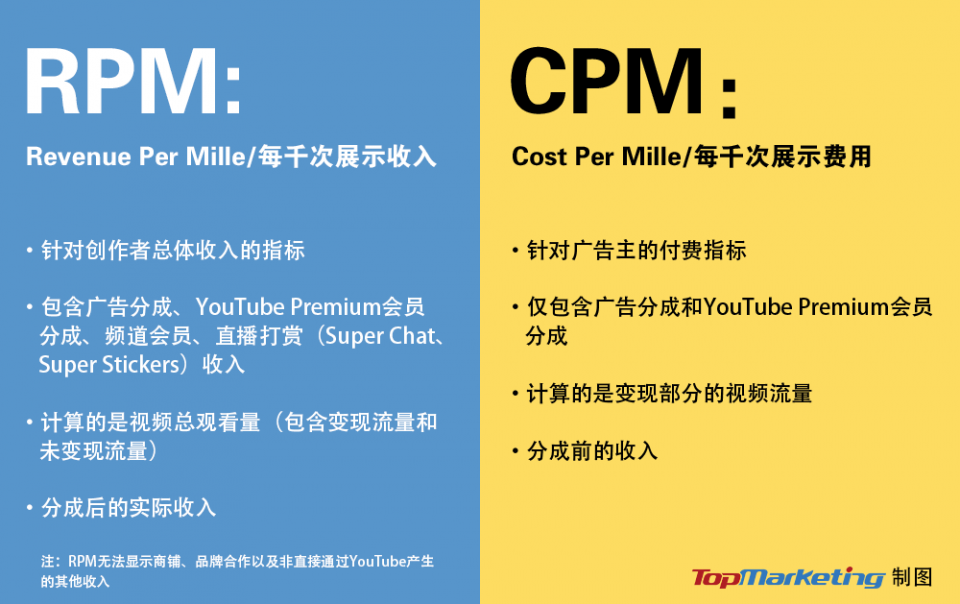 RPM:
Revenue Per Mille/每千次展示收入
• 针对创作者总体收入的指标
• 包含广告分成、YouTube Premium会员
分成、频道会员、直播打赏（Super Chat、
Super Stickers）收入
• 计算的是视频总观看量（包含变现流量和
未变现流量）
• 分成后的实际收入
注：RPM无法显示商铺、品牌合作以及非直接通过YouTube产生
的其他收入
CPM：
Cost Per Mille/每千次展示费用
• 针对广告主的付费指标
• 仅包含广告分成和YouTube Premium会员
分成
• 计算的是变现部分的视频流量
• 分成前的收入
TopMarketing 制图